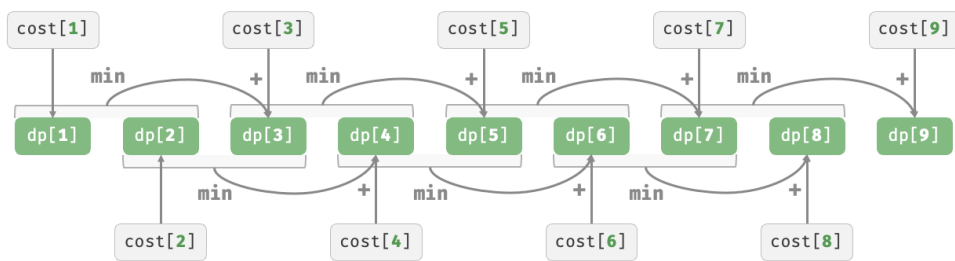 cost[1] cost[3] cost[5] cost[7] cost[9]
min + min + min + min +
dp[1] dp[2] dp[3] dp[4] dp[5] dp[6] dp[7] dp[8] dp[9]
min + min + min +
cost[2] cost[4] cost[6] cost[8]